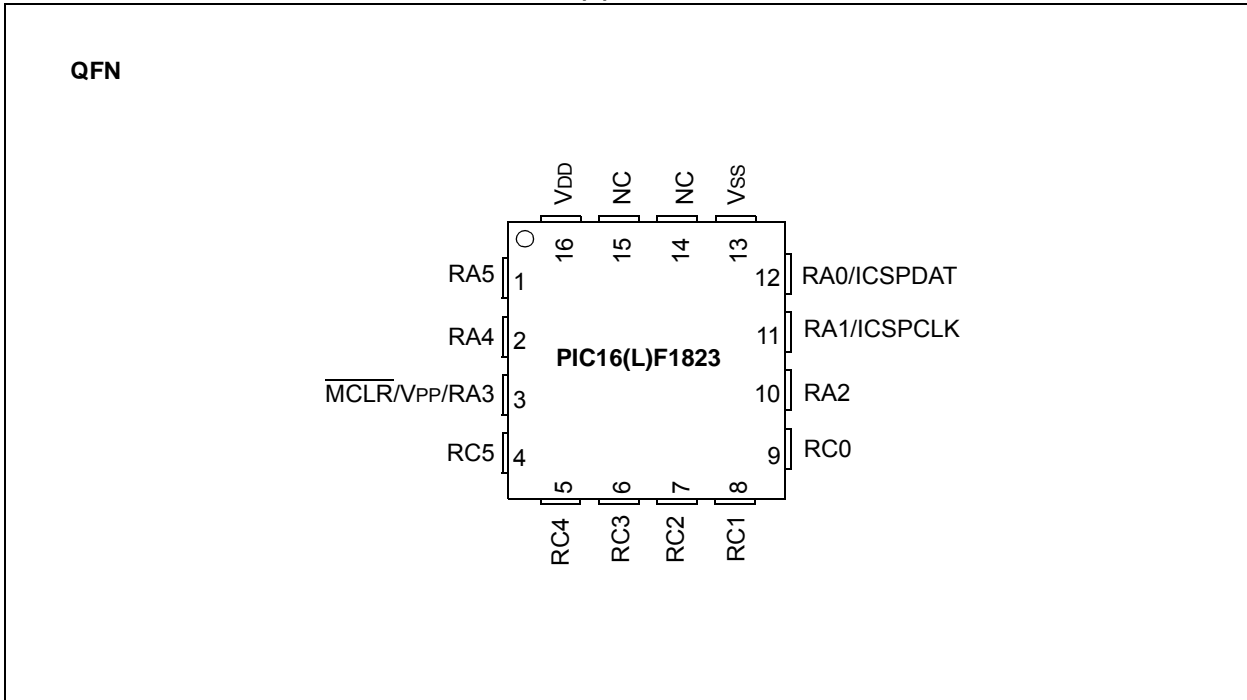 QFN
VDD
NC
NC
VSS
16
15
14
13
RA5
1
12
RA0/ICSPDAT
RA4
2
PIC16(L)F1823
11
RA1/ICSPCLK
MCLR/VPP/RA3
3
10
RA2
RC5
4
9
RC0
5
6
7
8
RC4
RC3
RC2
RC1